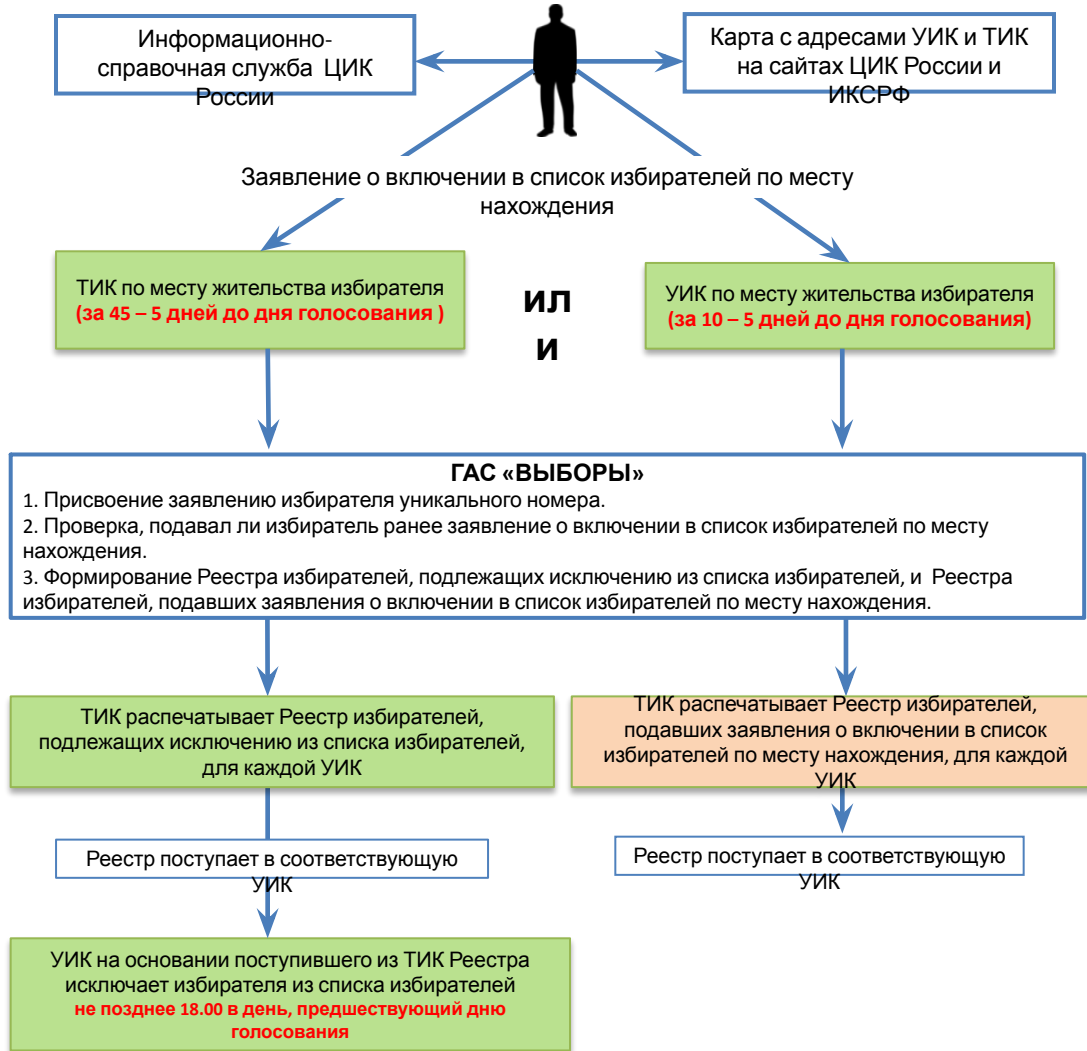 Информационно-
справочная служба ЦИК
России
Карта с адресами УИК и ТИК
на сайтах ЦИК России и
ИКСРФ
Заявление о включении в список избирателей по месту
нахождения
ТИК по месту жительства избирателя
(за 45 – 5 дней до дня голосования )
ИЛ
И
УИК по месту жительства избирателя
(за 10 – 5 дней до дня голосования)
ГАС «ВЫБОРЫ»
1. Присвоение заявлению избирателя уникального номера.
2. Проверка, подавал ли избиратель ранее заявление о включении в список избирателей по месту
нахождения.
3. Формирование Реестра избирателей, подлежащих исключению из списка избирателей, и Реестра
избирателей, подавших заявления о включении в список избирателей по месту нахождения.
ТИК распечатывает Реестр избирателей,
подлежащих исключению из списка избирателей,
для каждой УИК
ТИК распечатывает Реестр избирателей,
подавших заявления о включении в список
избирателей по месту нахождения, для каждой
УИК
Реестр поступает в соответствующую
УИК
Реестр поступает в соответствующую
УИК
УИК на основании поступившего из ТИК Реестра
исключает избирателя из списка избирателей
не позднее 18.00 в день, предшествующий дню
голосования